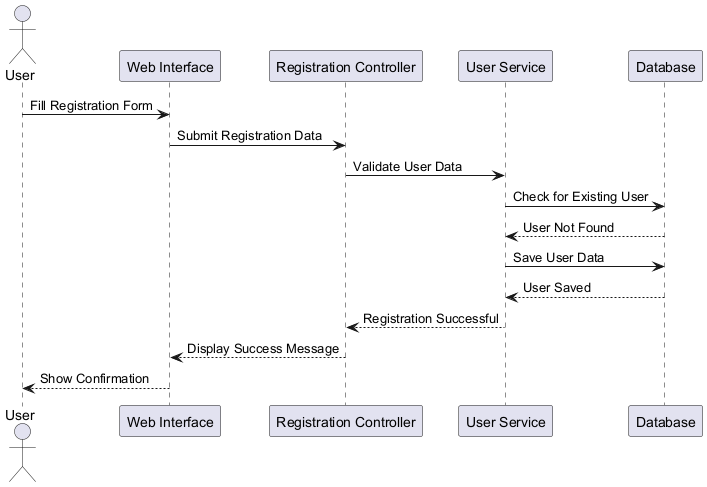 User
Web Interface
Registration Controller
User Service
Database
Fill Registration Form
Submit Registration Data
Validate User Data
Check for Existing User
User Not Found
Save User Data
User Saved
Registration Successful
Display Success Message
Show Confirmation
User
Web Interface
Registration Controller
User Service
Database